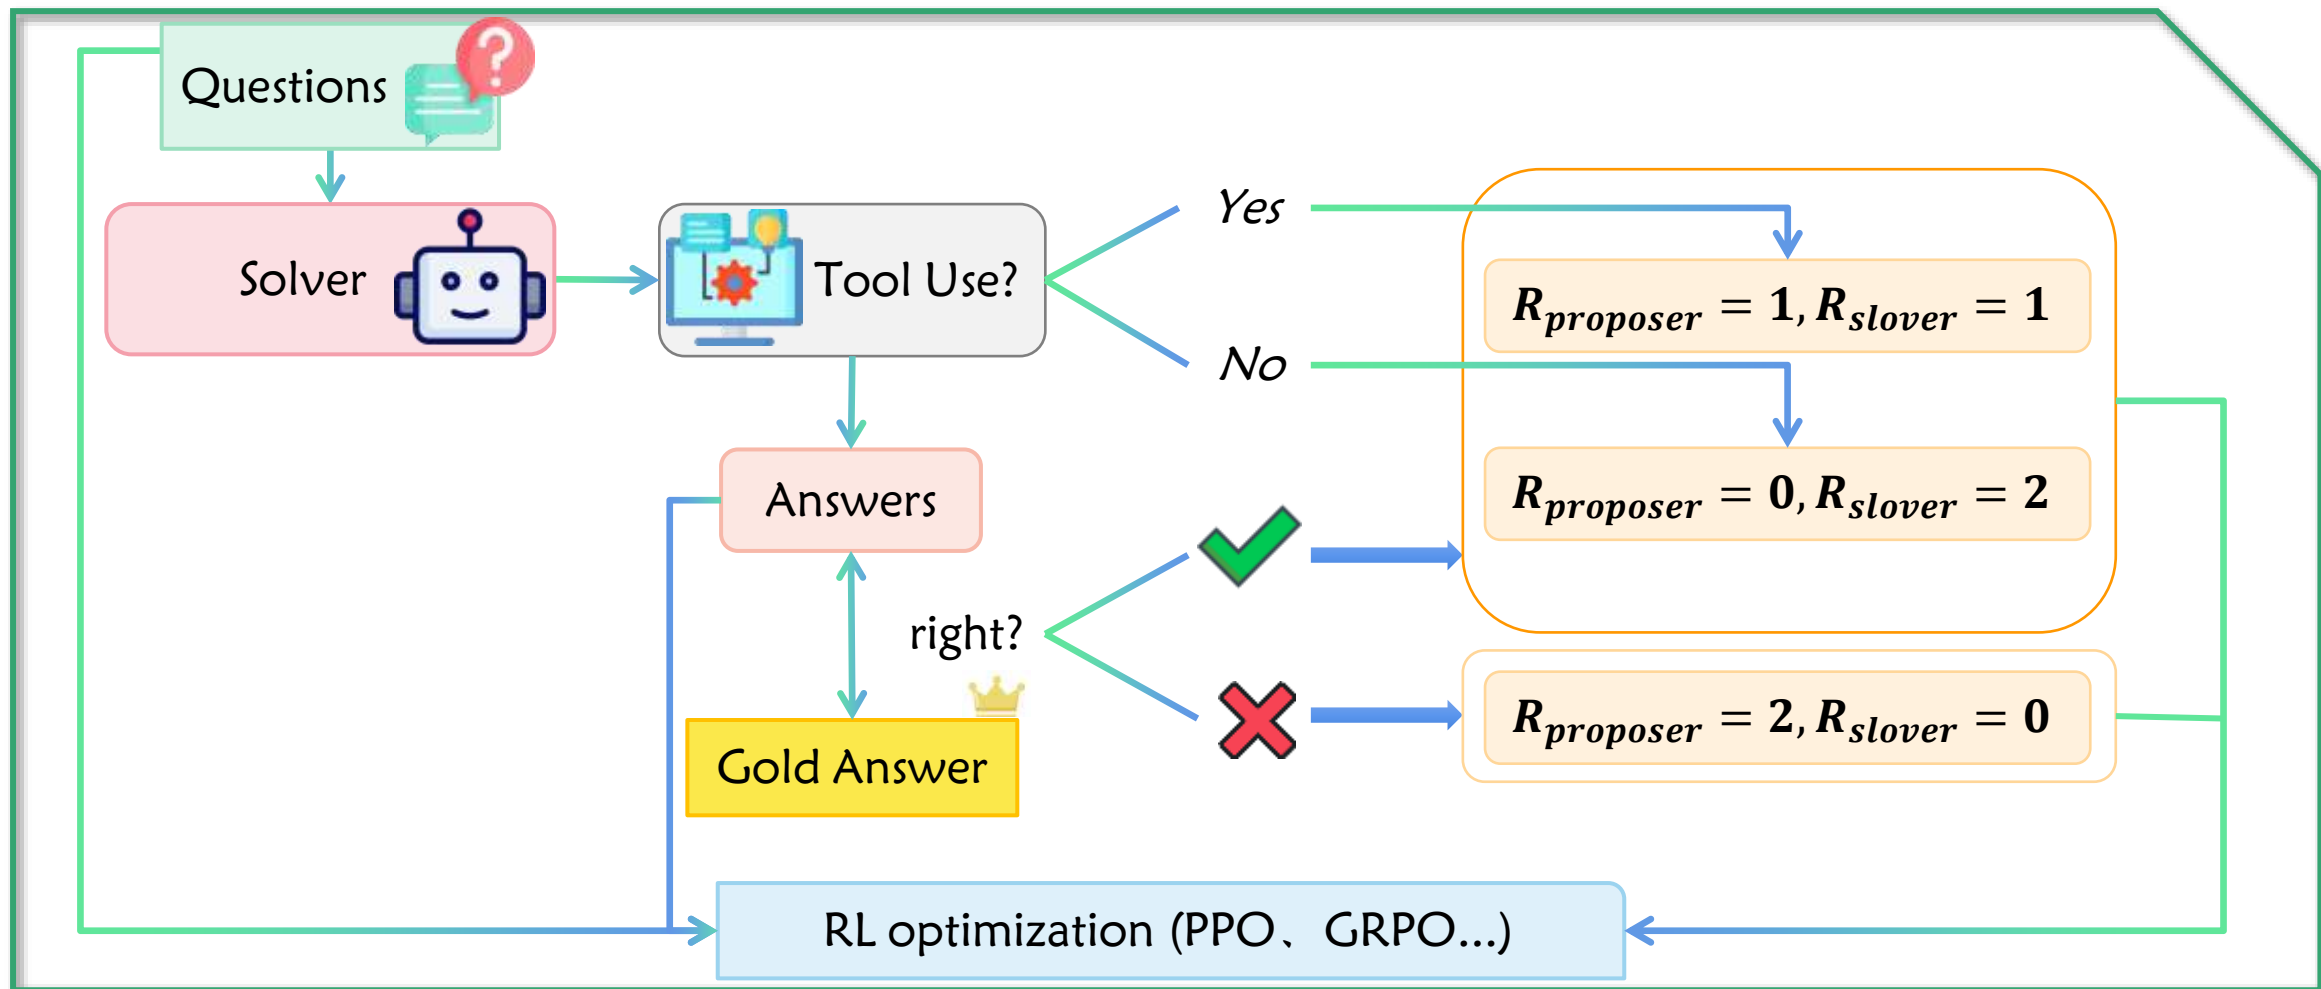 Questions
?
Solver
Tool Use?
Yes
No
R_proposer = 1, R_slover = 1
R_proposer = 0, R_slover = 2
Answers
right?
R_proposer = 2, R_slover = 0
Gold Answer
RL optimization (PPO、GRPO...)